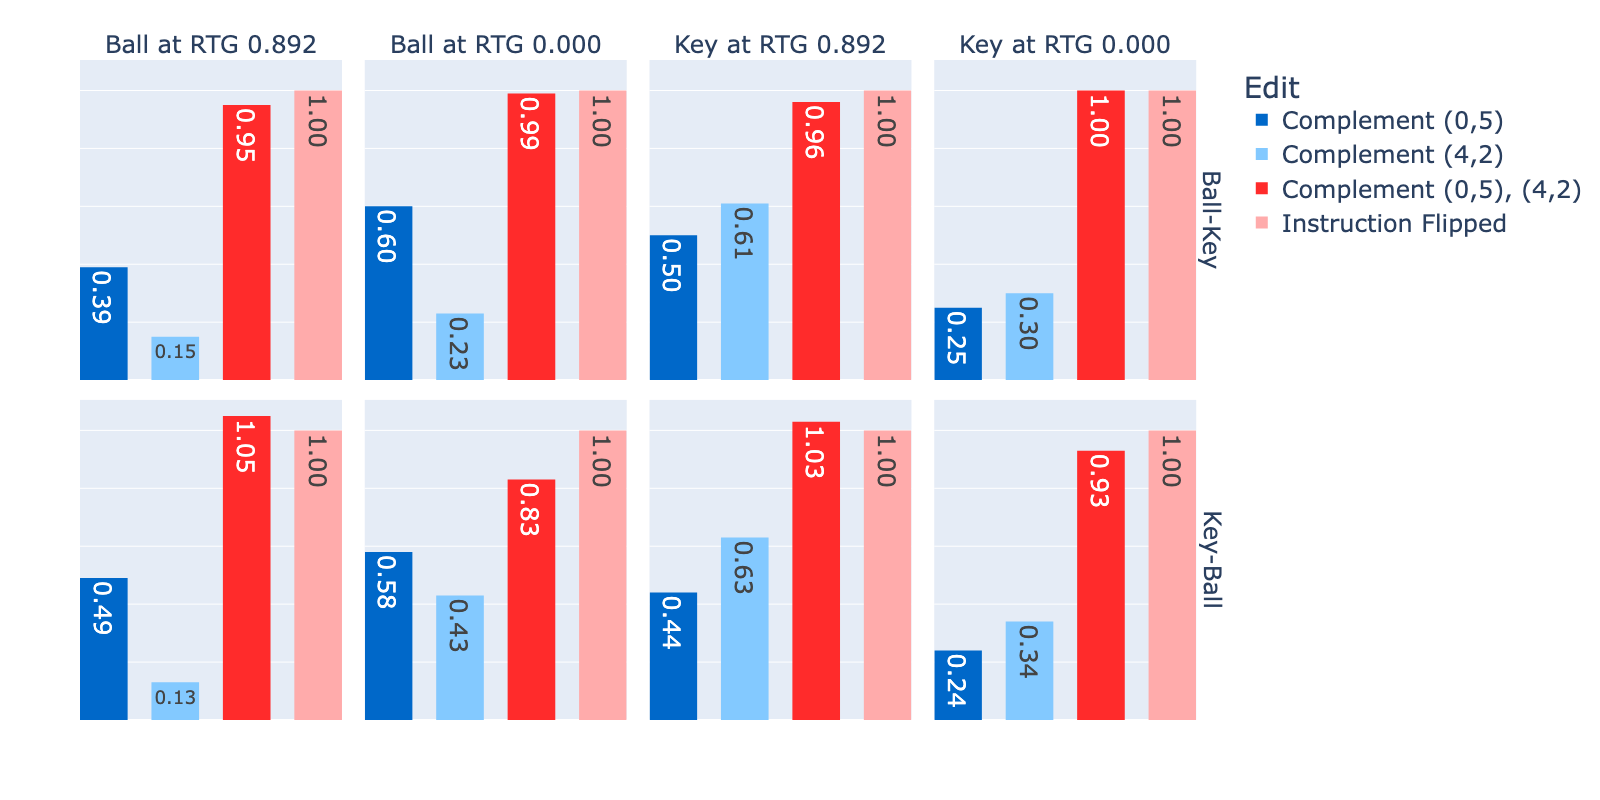 Ball at RTG 0.892
Ball at RTG 0.000
Key at RTG 0.892
Key at RTG 0.000
0.39
0.15
0.95
1.00
0.60
0.23
0.99
1.00
0.50
0.61
0.96
1.00
0.25
0.30
1.00
1.00
Ball-Key
0.49
0.13
1.05
1.00
0.58
0.43
0.83
1.00
0.44
0.63
1.03
1.00
0.24
0.34
0.93
1.00
Key-Ball
Edit
Complement (0,5)
Complement (4,2)
Complement (0,5), (4,2)
Instruction Flipped